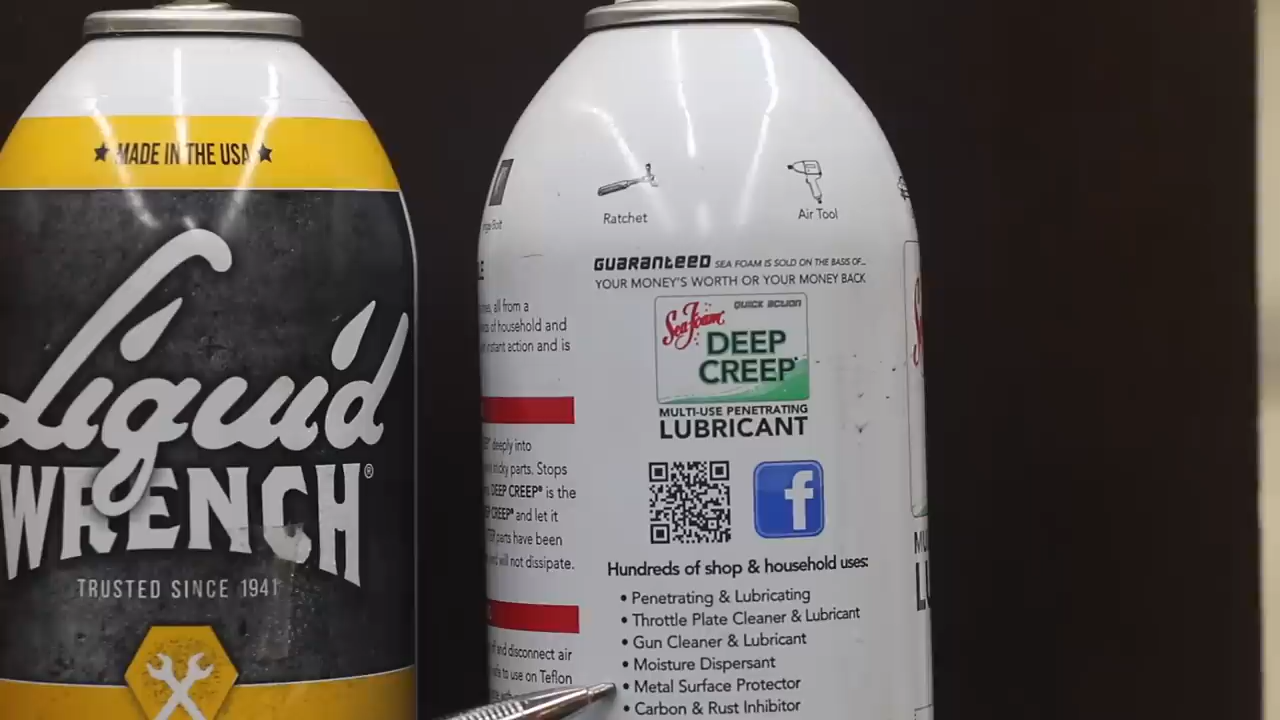 MADE IN THE USA
Liquid
WRENCH®
TRUSTED SINCE 1941
Ratchet
Air Tool
GUARANTEED SEA FOAM IS SOLD ON THE BASIS OF...
YOUR MONEY'S WORTH OR YOUR MONEY BACK
Sea Foam QUICK ACTION
DEEP
CREEP®
MULTI-USE PENETRATING
LUBRICANT
f
Hundreds of shop & household uses:
• Penetrating & Lubricating
• Throttle Plate Cleaner & Lubricant
• Gun Cleaner & Lubricant
• Moisture Dispersant
• Metal Surface Protector
• Carbon & Rust Inhibitor
all from a
of household and
instant action and is
deeply into
sticky parts. Stops
DEEP CREEP® is the
CREEP® and let it
parts have been
and will not dissipate.
and disconnect air
to use on Teflon